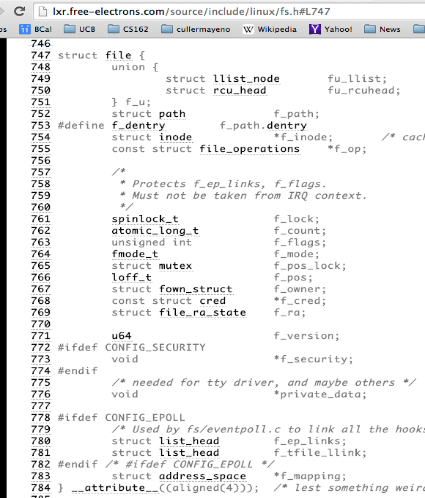 lxr.free-electrons.com/source/include/linux/fs.h#L747
BCal UCB CS162 cullermayeno Wikipedia Yahoo! News
746
747 struct file {
748 union {
749 struct llist_node fu_llist;
750 struct rcu_head fu_rcuhead;
751 } f_u;
752 struct path f_path;
753 #define f_dentry f_path.dentry
754 struct inode *f_inode; /* cach
755 const struct file_operations *f_op;
756
757 /*
758 * Protects f_ep_links, f_flags.
759 * Must not be taken from IRQ context.
760 */
761 spinlock_t f_lock;
762 atomic_long_t f_count;
763 unsigned int f_flags;
764 fmode_t f_mode;
765 struct mutex f_pos_lock;
766 loff_t f_pos;
767 struct fown_struct f_owner;
768 const struct cred *f_cred;
769 struct file_ra_state f_ra;
770
771 u64 f_version;
772 #ifdef CONFIG_SECURITY
773 void *f_security;
774 #endif
775 /* needed for tty driver, and maybe others */
776 void *private_data;
777
778 #ifdef CONFIG_EPOLL
779 /* Used by fs/eventpoll.c to link all the hooks
780 struct list_head f_ep_links;
781 struct list_head f_tfile_llink;
782 #endif /* #ifdef CONFIG_EPOLL */
783 struct address_space *f_mapping;
784 } __attribute__((aligned(4))); /* lest something weird